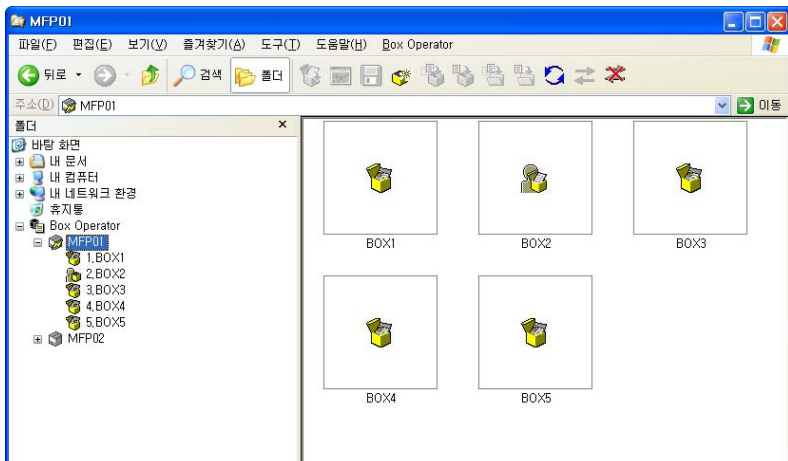 MFP01
파일(F) 편집(E) 보기(V) 즐겨찾기(A) 도구(T) 도움말(H) Box Operator
뒤로 검색 폴더
주소(D) MFP01 이동
폴더
바탕 화면
내 문서
내 컴퓨터
내 네트워크 환경
휴지통
Box Operator
MFP01
1,BOX1
2,BOX2
3,BOX3
4,BOX4
5,BOX5
MFP02
BOX1 BOX2 BOX3
BOX4 BOX5